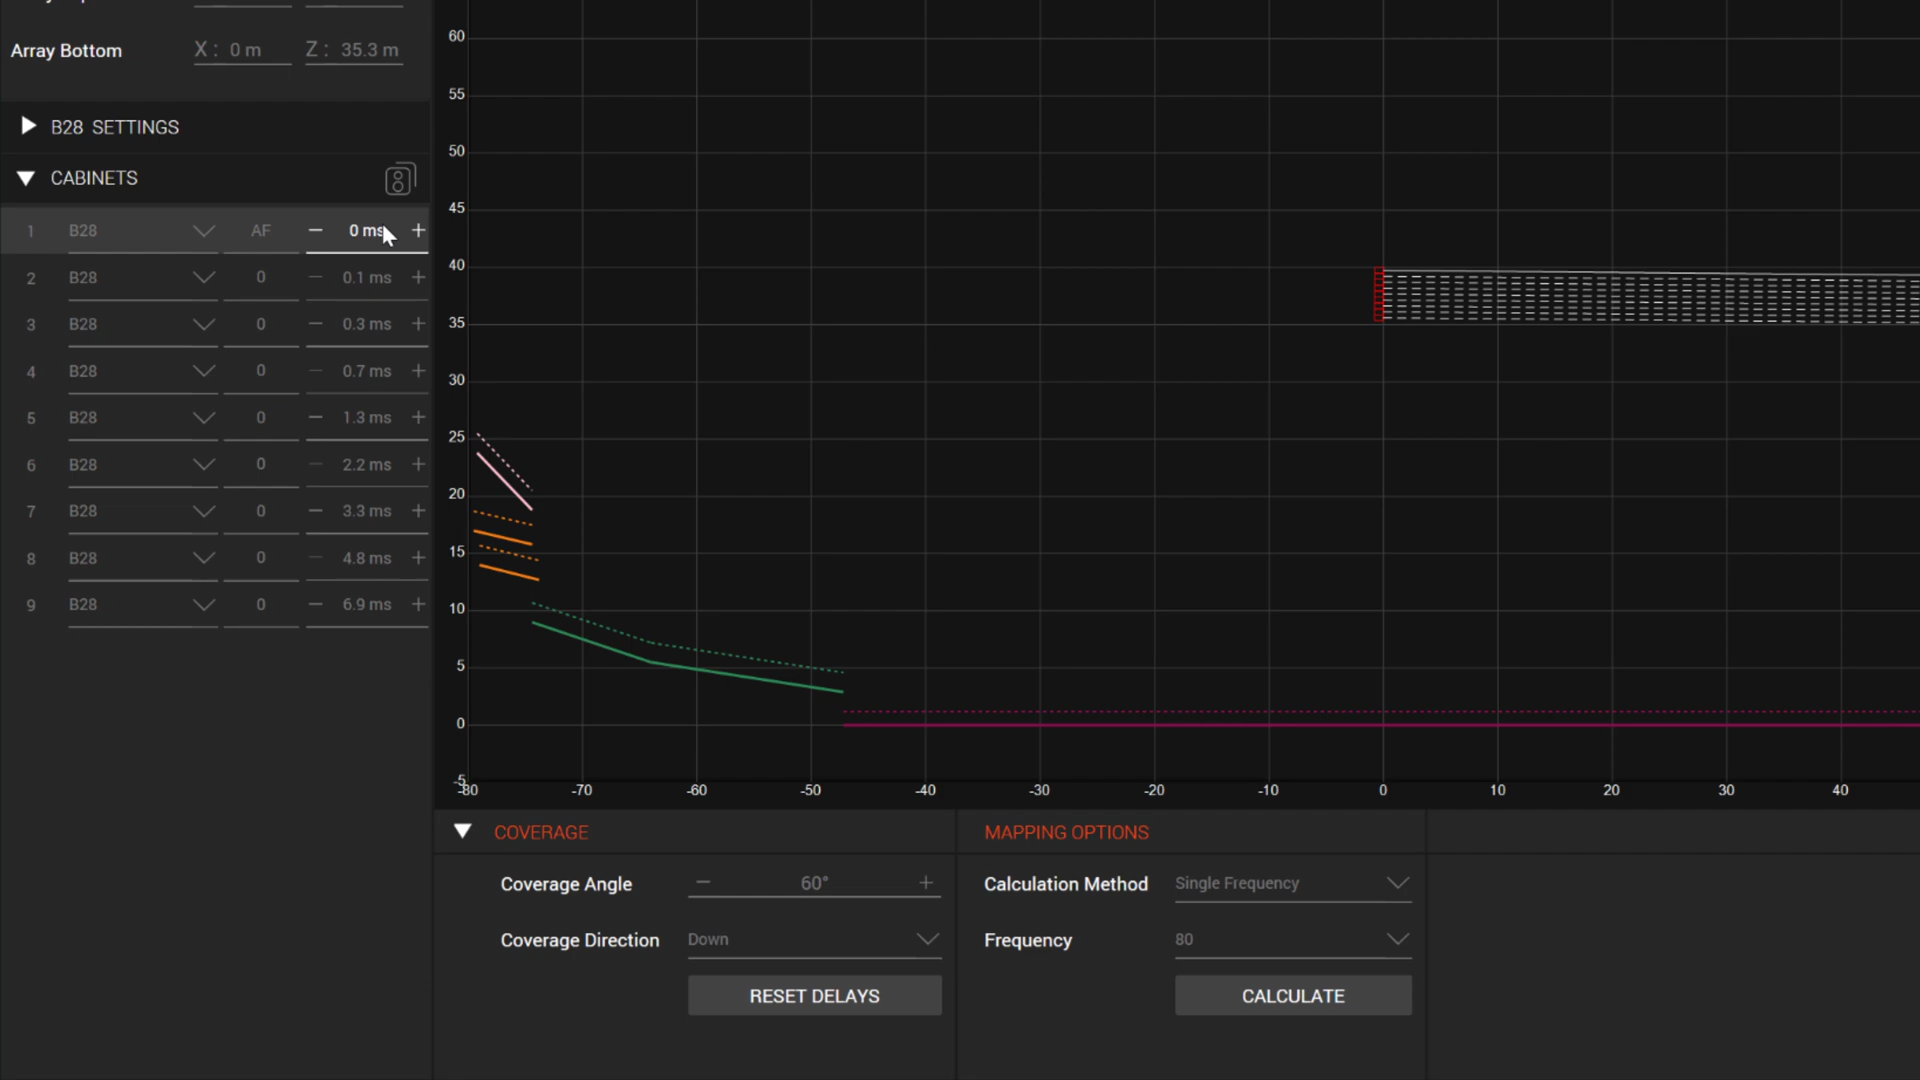 Array Bottom X : 0 m Z : 35.3 m
B28 SETTINGS
CABINETS
1 B28 AF − 0 ms +
2 B28 0 − 0.1 ms +
3 B28 0 − 0.3 ms +
4 B28 0 − 0.7 ms +
5 B28 0 − 1.3 ms +
6 B28 0 − 2.2 ms +
7 B28 0 − 3.3 ms +
8 B28 0 − 4.8 ms +
9 B28 0 − 6.9 ms +
60
55
50
45
40
35
30
25
20
15
10
5
0
-5
-80 -70 -60 -50 -40 -30 -20 -10 0 10 20 30 40
COVERAGE
Coverage Angle − 60° +
Coverage Direction Down
RESET DELAYS
MAPPING OPTIONS
Calculation Method Single Frequency
Frequency 80
CALCULATE